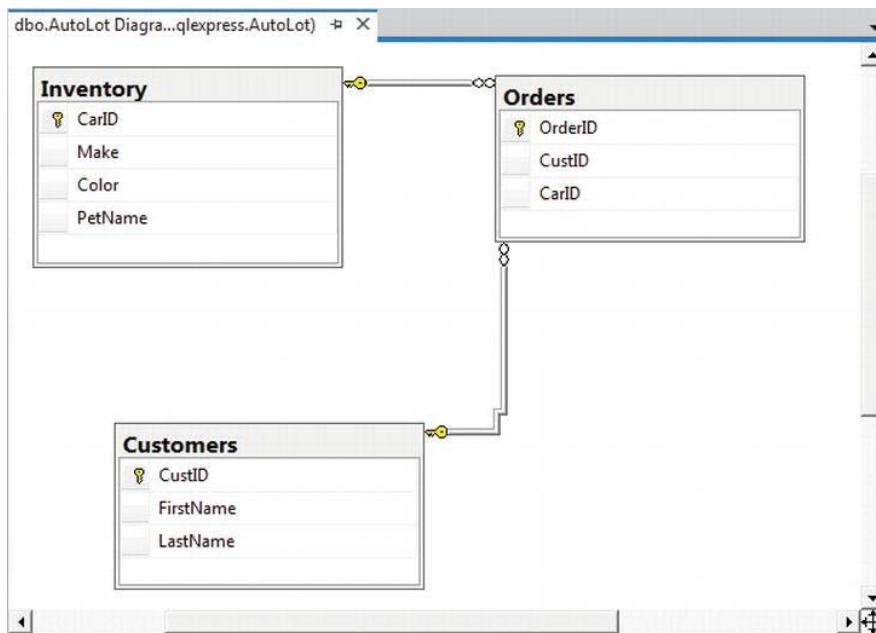 dbo.AutoLot Diagra...qlexpress.AutoLot)
Inventory
CarID
Make
Color
PetName
Orders
OrderID
CustID
CarID
Customers
CustID
FirstName
LastName